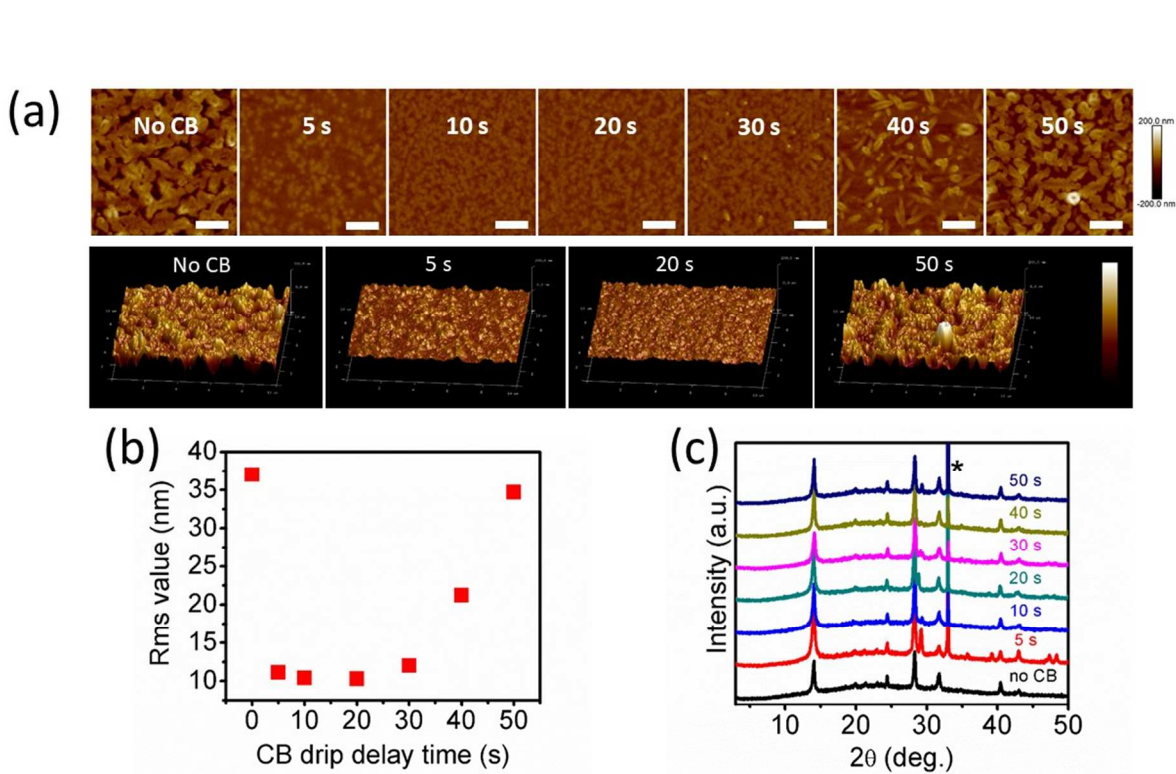 (a)
No CB
5 s
10 s
20 s
30 s
40 s
50 s
200.0 nm
-200.0 nm
No CB
5 s
20 s
50 s
(b)
40
35
30
25
20
15
10
Rms value (nm)
0 10 20 30 40 50
CB drip delay time (s)
(c)
Intensity (a.u.)
*
50 s
40 s
30 s
20 s
10 s
5 s
no CB
10 20 30 40 50
2θ (deg.)